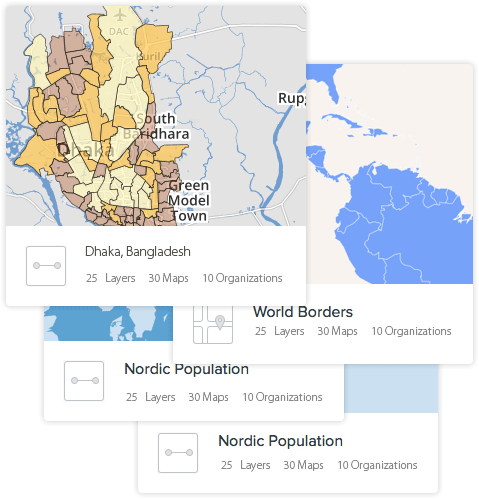 DAC
Kuril
South
Baridhara
Dhaka
Green
Model
Town
Dhaka, Bangladesh
25 Layers 30 Maps 10 Organizations
World Borders
25 Layers 30 Maps 10 Organizations
Nordic Population
25 Layers 30 Maps 10 Organizations
Nordic Population
25 Layers 30 Maps 10 Organizations